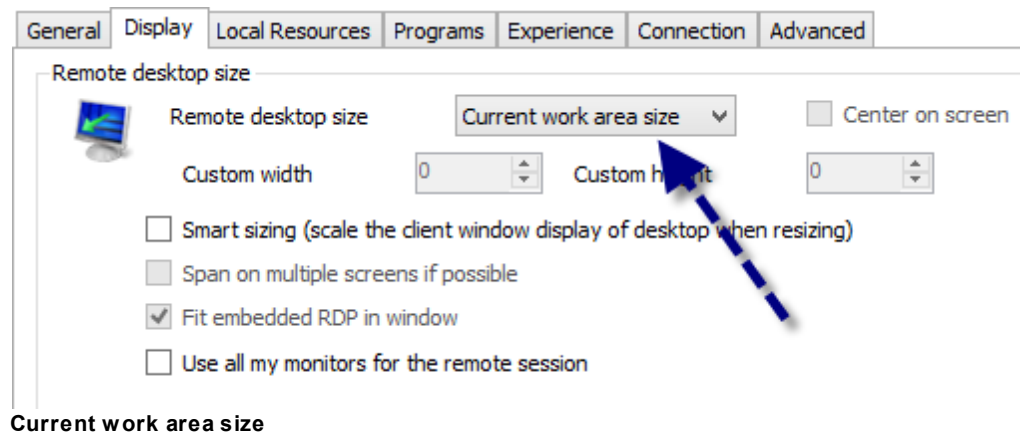 General Display Local Resources Programs Experience Connection Advanced
Remote desktop size
Remote desktop size Current work area size Center on screen
Custom width 0 Custom 0
Smart sizing (scale the client window display of desktop when resizing)
Span on multiple screens if possible
Fit embedded RDP in window
Use all my monitors for the remote session
Current work area size